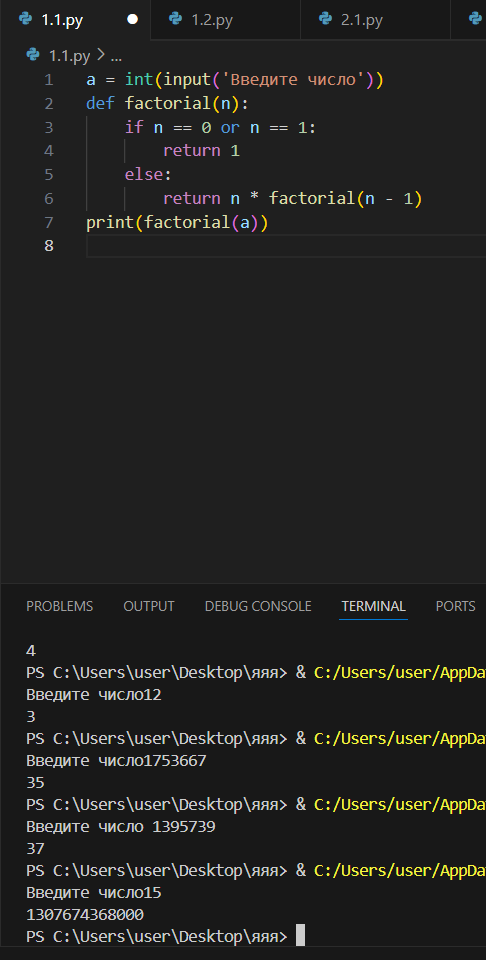 1.1.py 1.2.py 2.1.py
1.1.py > ...
1 a = int(input('Введите число'))
2 def factorial(n):
3 if n == 0 or n == 1:
4 return 1
5 else:
6 return n * factorial(n - 1)
7 print(factorial(a))
8
PROBLEMS OUTPUT DEBUG CONSOLE TERMINAL PORTS
4
PS C:\Users\user\Desktop\яяя> & C:/Users/user/AppDa
Введите число12
3
PS C:\Users\user\Desktop\яяя> & C:/Users/user/AppDa
Введите число1753667
35
PS C:\Users\user\Desktop\яяя> & C:/Users/user/AppDa
Введите число 1395739
37
PS C:\Users\user\Desktop\яяя> & C:/Users/user/AppDa
Введите число15
1307674368000
PS C:\Users\user\Desktop\яяя>